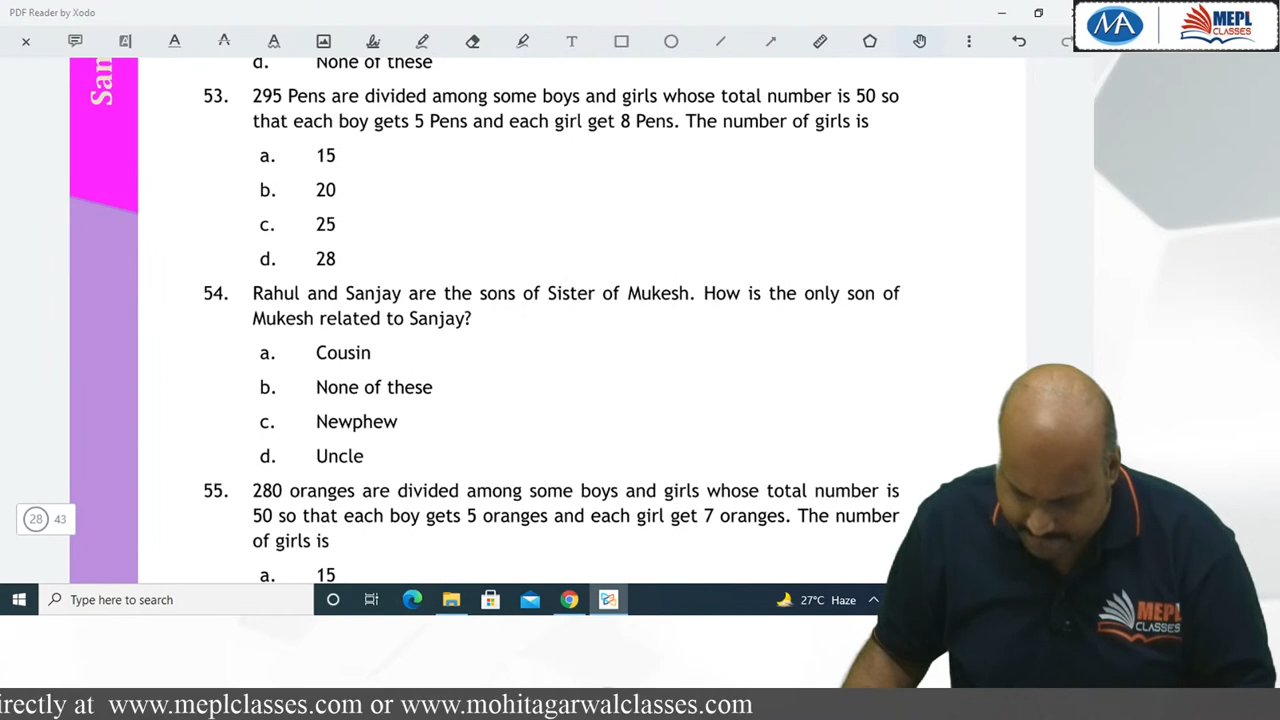 PDF Reader by Xodo
MA
MEPL
CLASSES
San
d. None of these
53. 295 Pens are divided among some boys and girls whose total number is 50 so
that each boy gets 5 Pens and each girl get 8 Pens. The number of girls is
a. 15
b. 20
c. 25
d. 28
54. Rahul and Sanjay are the sons of Sister of Mukesh. How is the only son of
Mukesh related to Sanjay?
a. Cousin
b. None of these
c. Newphew
d. Uncle
28 43
55. 280 oranges are divided among some boys and girls whose total number is
50 so that each boy gets 5 oranges and each girl get 7 oranges. The number
of girls is
a. 15
Type here to search
27°C Haze
MEPL
CLASSES
irectly at www.meplclasses.com or www.mohitagarwalclasses.com